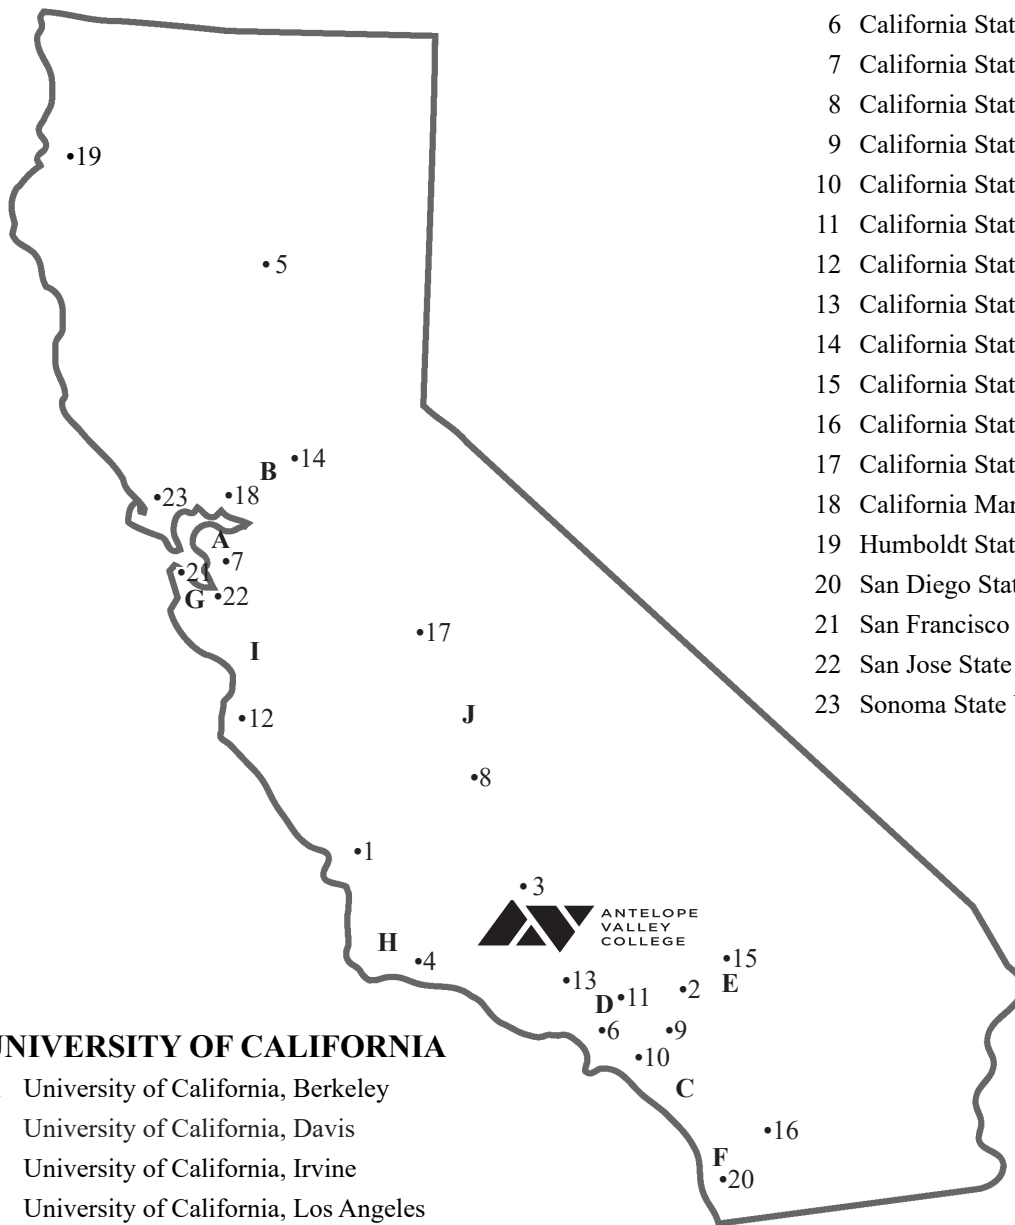 6 California Stat
7 California Stat
8 California Stat
9 California Stat
10 California Stat
11 California Stat
12 California Stat
13 California Stat
14 California Stat
15 California Stat
16 California Stat
17 California Stat
18 California Mar
19 Humboldt Stat
20 San Diego Stat
21 San Francisco
22 San Jose State
23 Sonoma State
•19
• 5
•14
B
•23
•18
A
•7
•21
G
•22
•17
I
•12
J
•8
•1
• 3
ANTELOPE
VALLEY
COLLEGE
H
•4
•15
E
•13
D
•11
•2
•6
•9
•10
C
•16
F
•20
UNIVERSITY OF CALIFORNIA
University of California, Berkeley
University of California, Davis
University of California, Irvine
University of California, Los Angeles